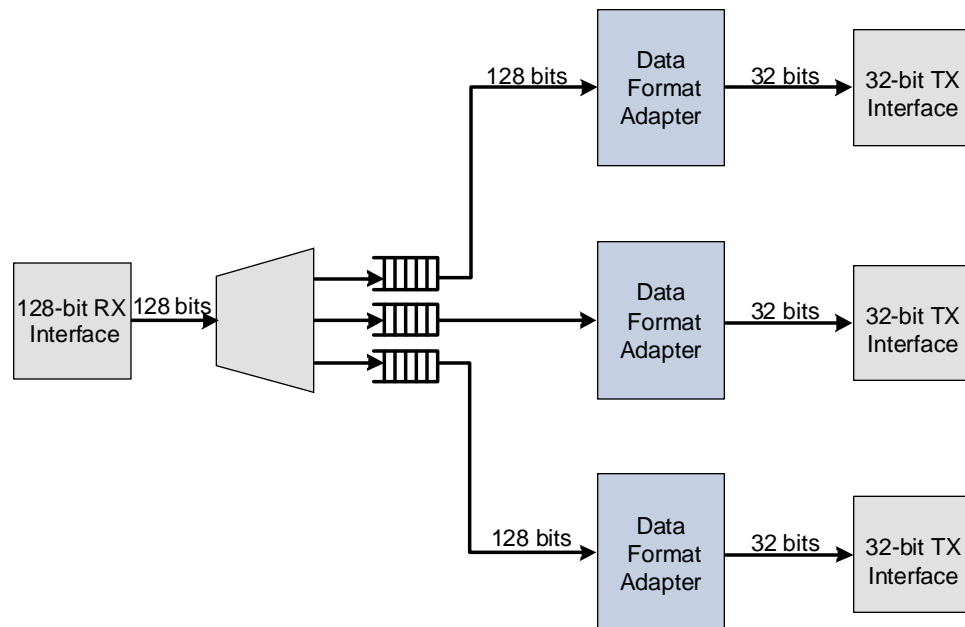 Data
Format
Adapter
128 bits
32 bits
32-bit TX
Interface
128-bit RX
Interface
128 bits
Data
Format
Adapter
32 bits
32-bit TX
Interface
Data
Format
Adapter
128 bits
32 bits
32-bit TX
Interface